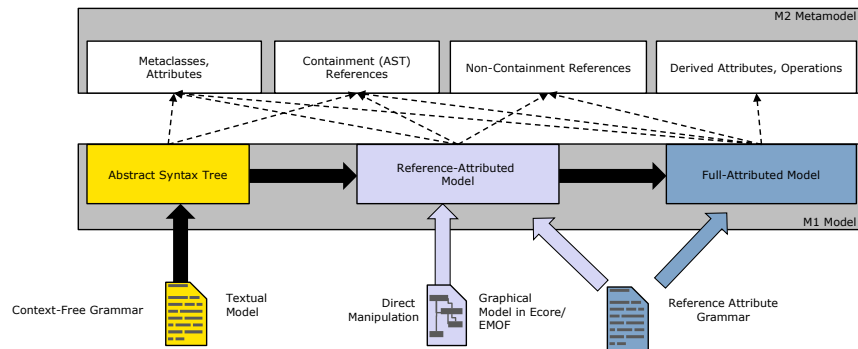 M2 Metamodel
Metaclasses,
Attributes
Containment (AST)
References
Non-Containment References
Derived Attributes, Operations
Abstract Syntax Tree
Reference-Attributed
Model
Full-Attributed Model
M1 Model
Context-Free Grammar
Textual
Model
Direct
Manipulation
Graphical
Model in Ecore/
EMOF
Reference Attribute
Grammar